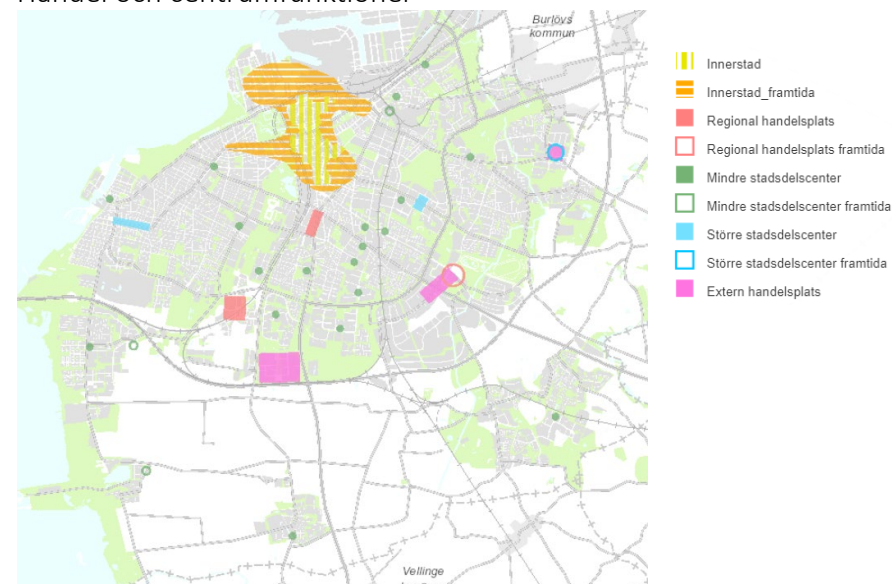 Handel och centrumfunktioner
Burlövs
kommun
Innerstad
Innerstad_framtida
Regional handelsplats
Regional handelsplats framtida
Mindre stadsdelscenter
Mindre stadsdelscenter framtida
Större stadsdelscenter
Större stadsdelscenter framtida
Extern handelsplats
Vellinge